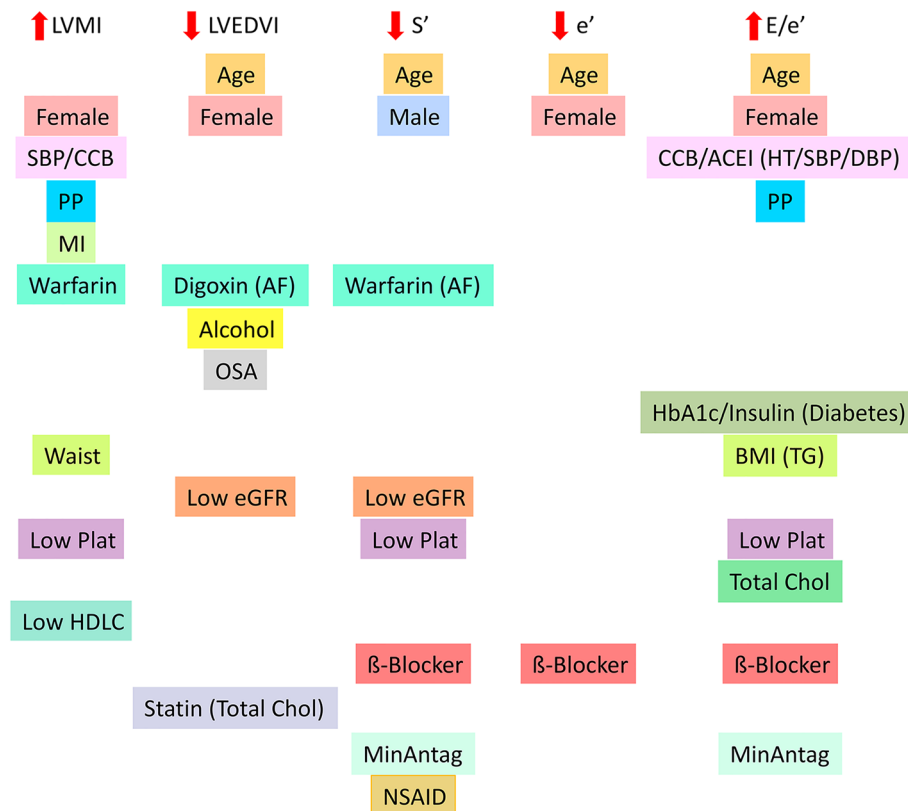 LVMI LVEDVI S’ e’ E/e’
Age Age Age Age
Female Female Male Female Female
SBP/CCB CCB/ACEI (HT/SBP/DBP)
PP PP
MI
Warfarin Digoxin (AF) Warfarin (AF)
Alcohol
OSA
HbA1c/Insulin (Diabetes)
Waist BMI (TG)
Low eGFR Low eGFR
Low Plat Low Plat Low Plat
Total Chol
Low HDLC
ß-Blocker ß-Blocker ß-Blocker
Statin (Total Chol)
MinAntag MinAntag
NSAID